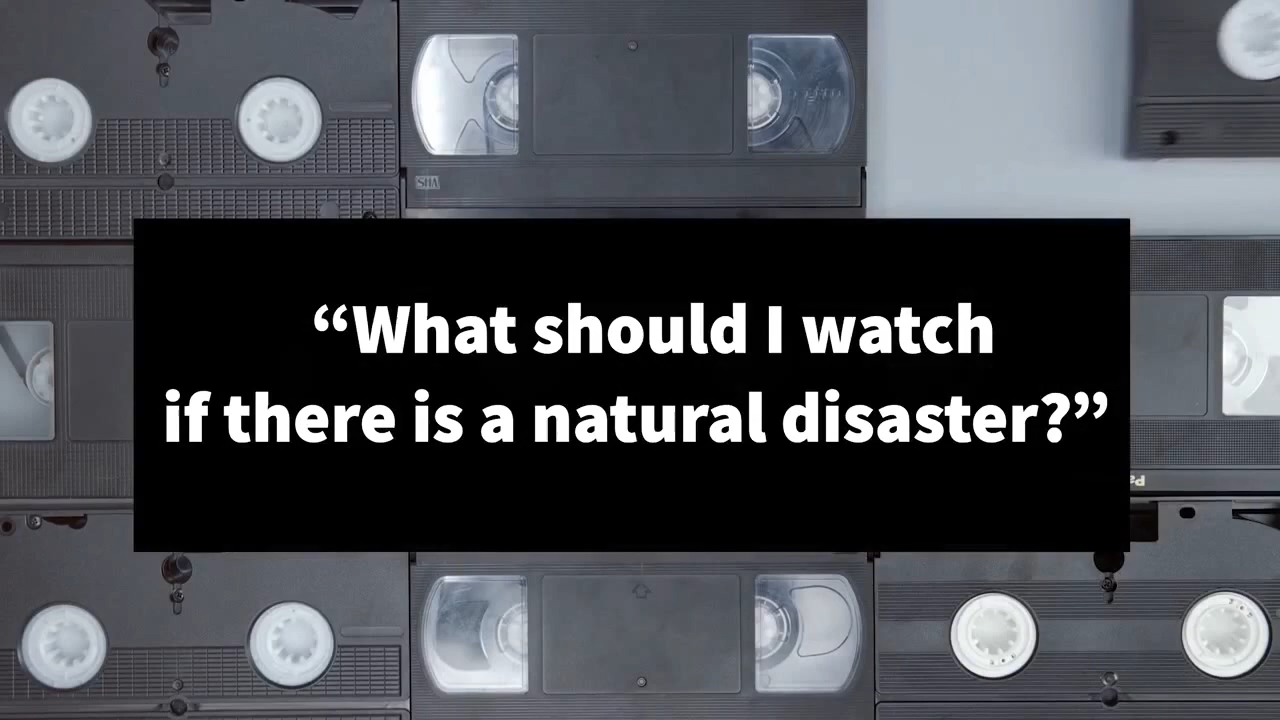 “What should I watch
if there is a natural disaster?”